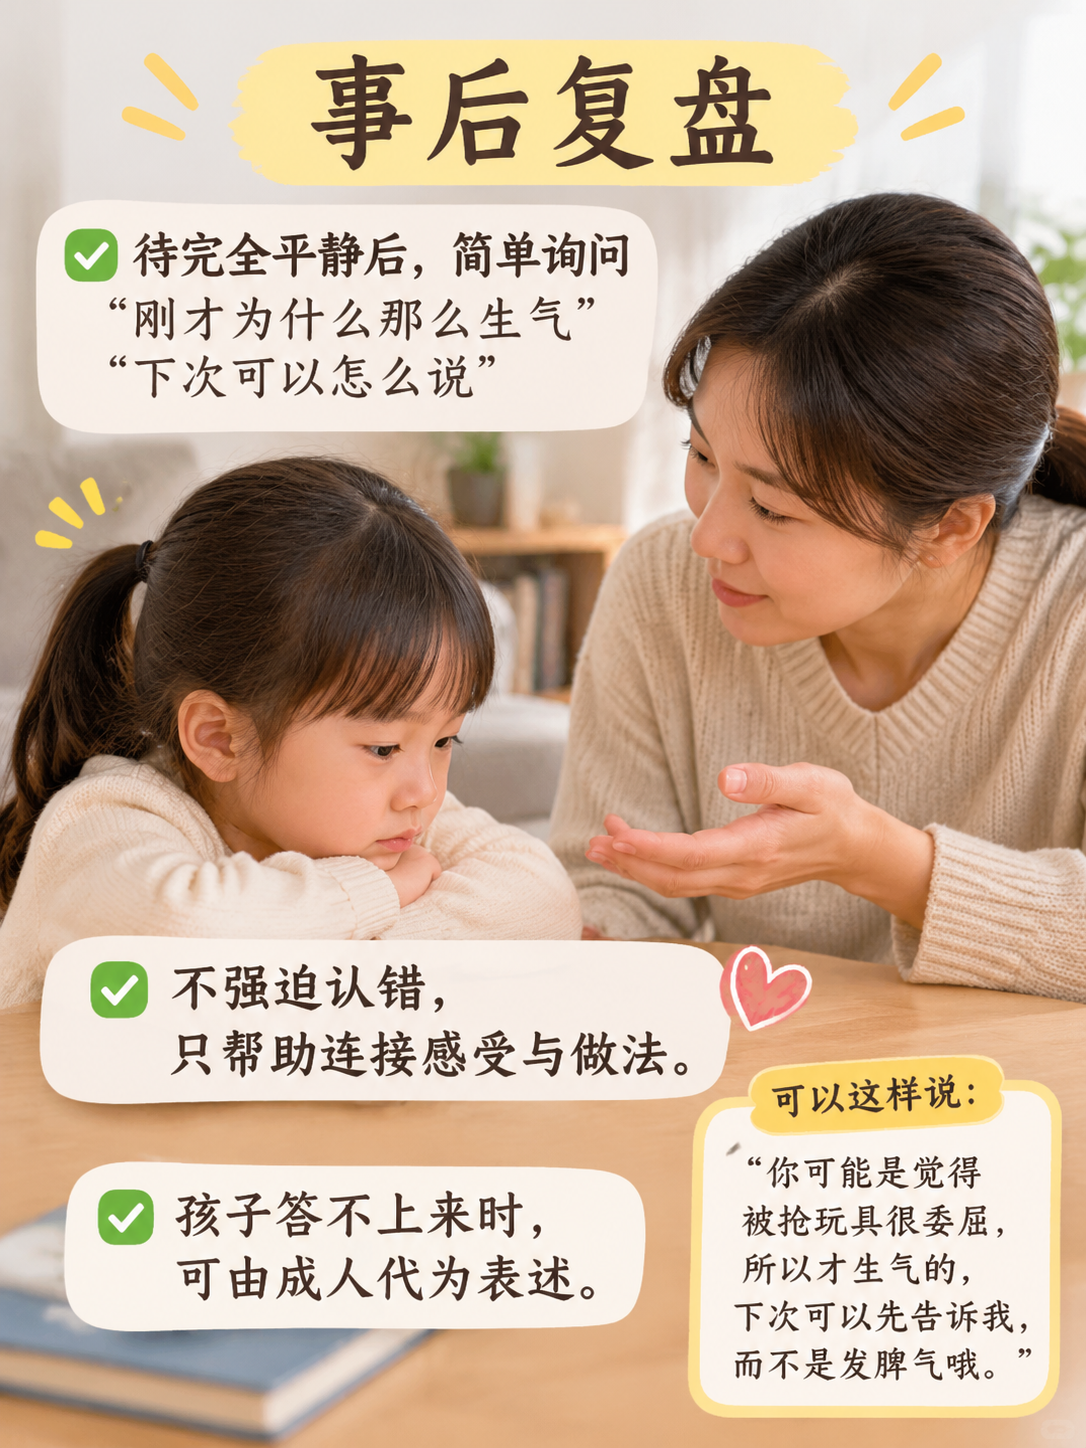 事后复盘
✅ 待完全平静后，简单询问
“刚才为什么那么生气”
“下次可以怎么说”
✅ 不强迫认错，
只帮助连接感受与做法。
✅ 孩子答不上来时，
可由成人代为表述。
可以这样说：
“你可能是觉得
被抢玩具很委屈，
所以才生气的，
下次可以先告诉我，
而不是发脾气哦。”